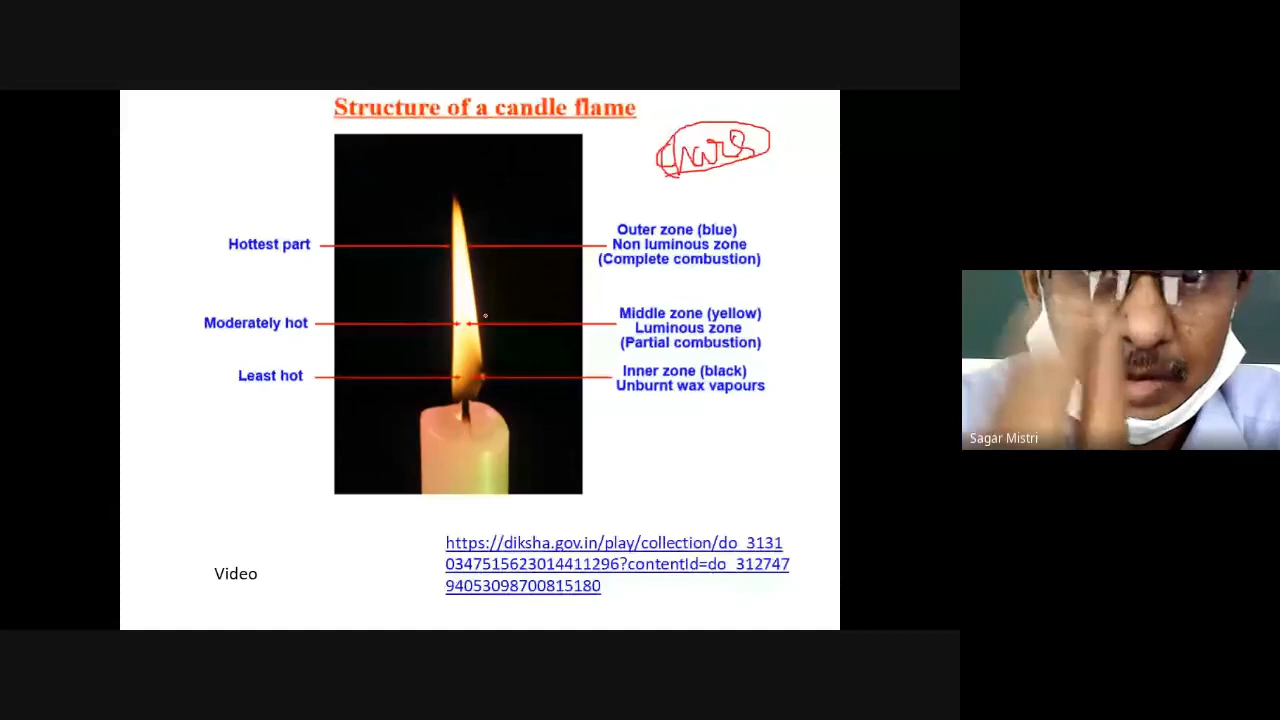 Structure of a candle flame
Hottest part
Outer zone (blue)
Non luminous zone
(Complete combustion)
Moderately hot
Middle zone (yellow)
Luminous zone
(Partial combustion)
Least hot
Inner zone (black)
Unburnt wax vapours
Sagar Mistri
https://diksha.gov.in/play/collection/do_3131
0347515623014411296?contentId=do_312747
94053098700815180
Video